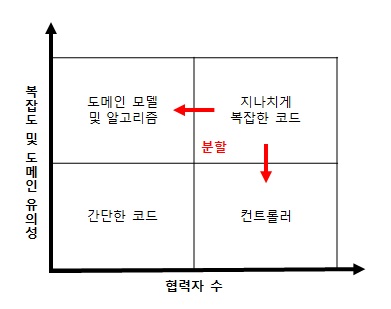 복잡도 및 도메인 유의성
도메인 모델
및 알고리즘
지나치게
복잡한 코드
분할
간단한 코드
컨트롤러
협력자 수